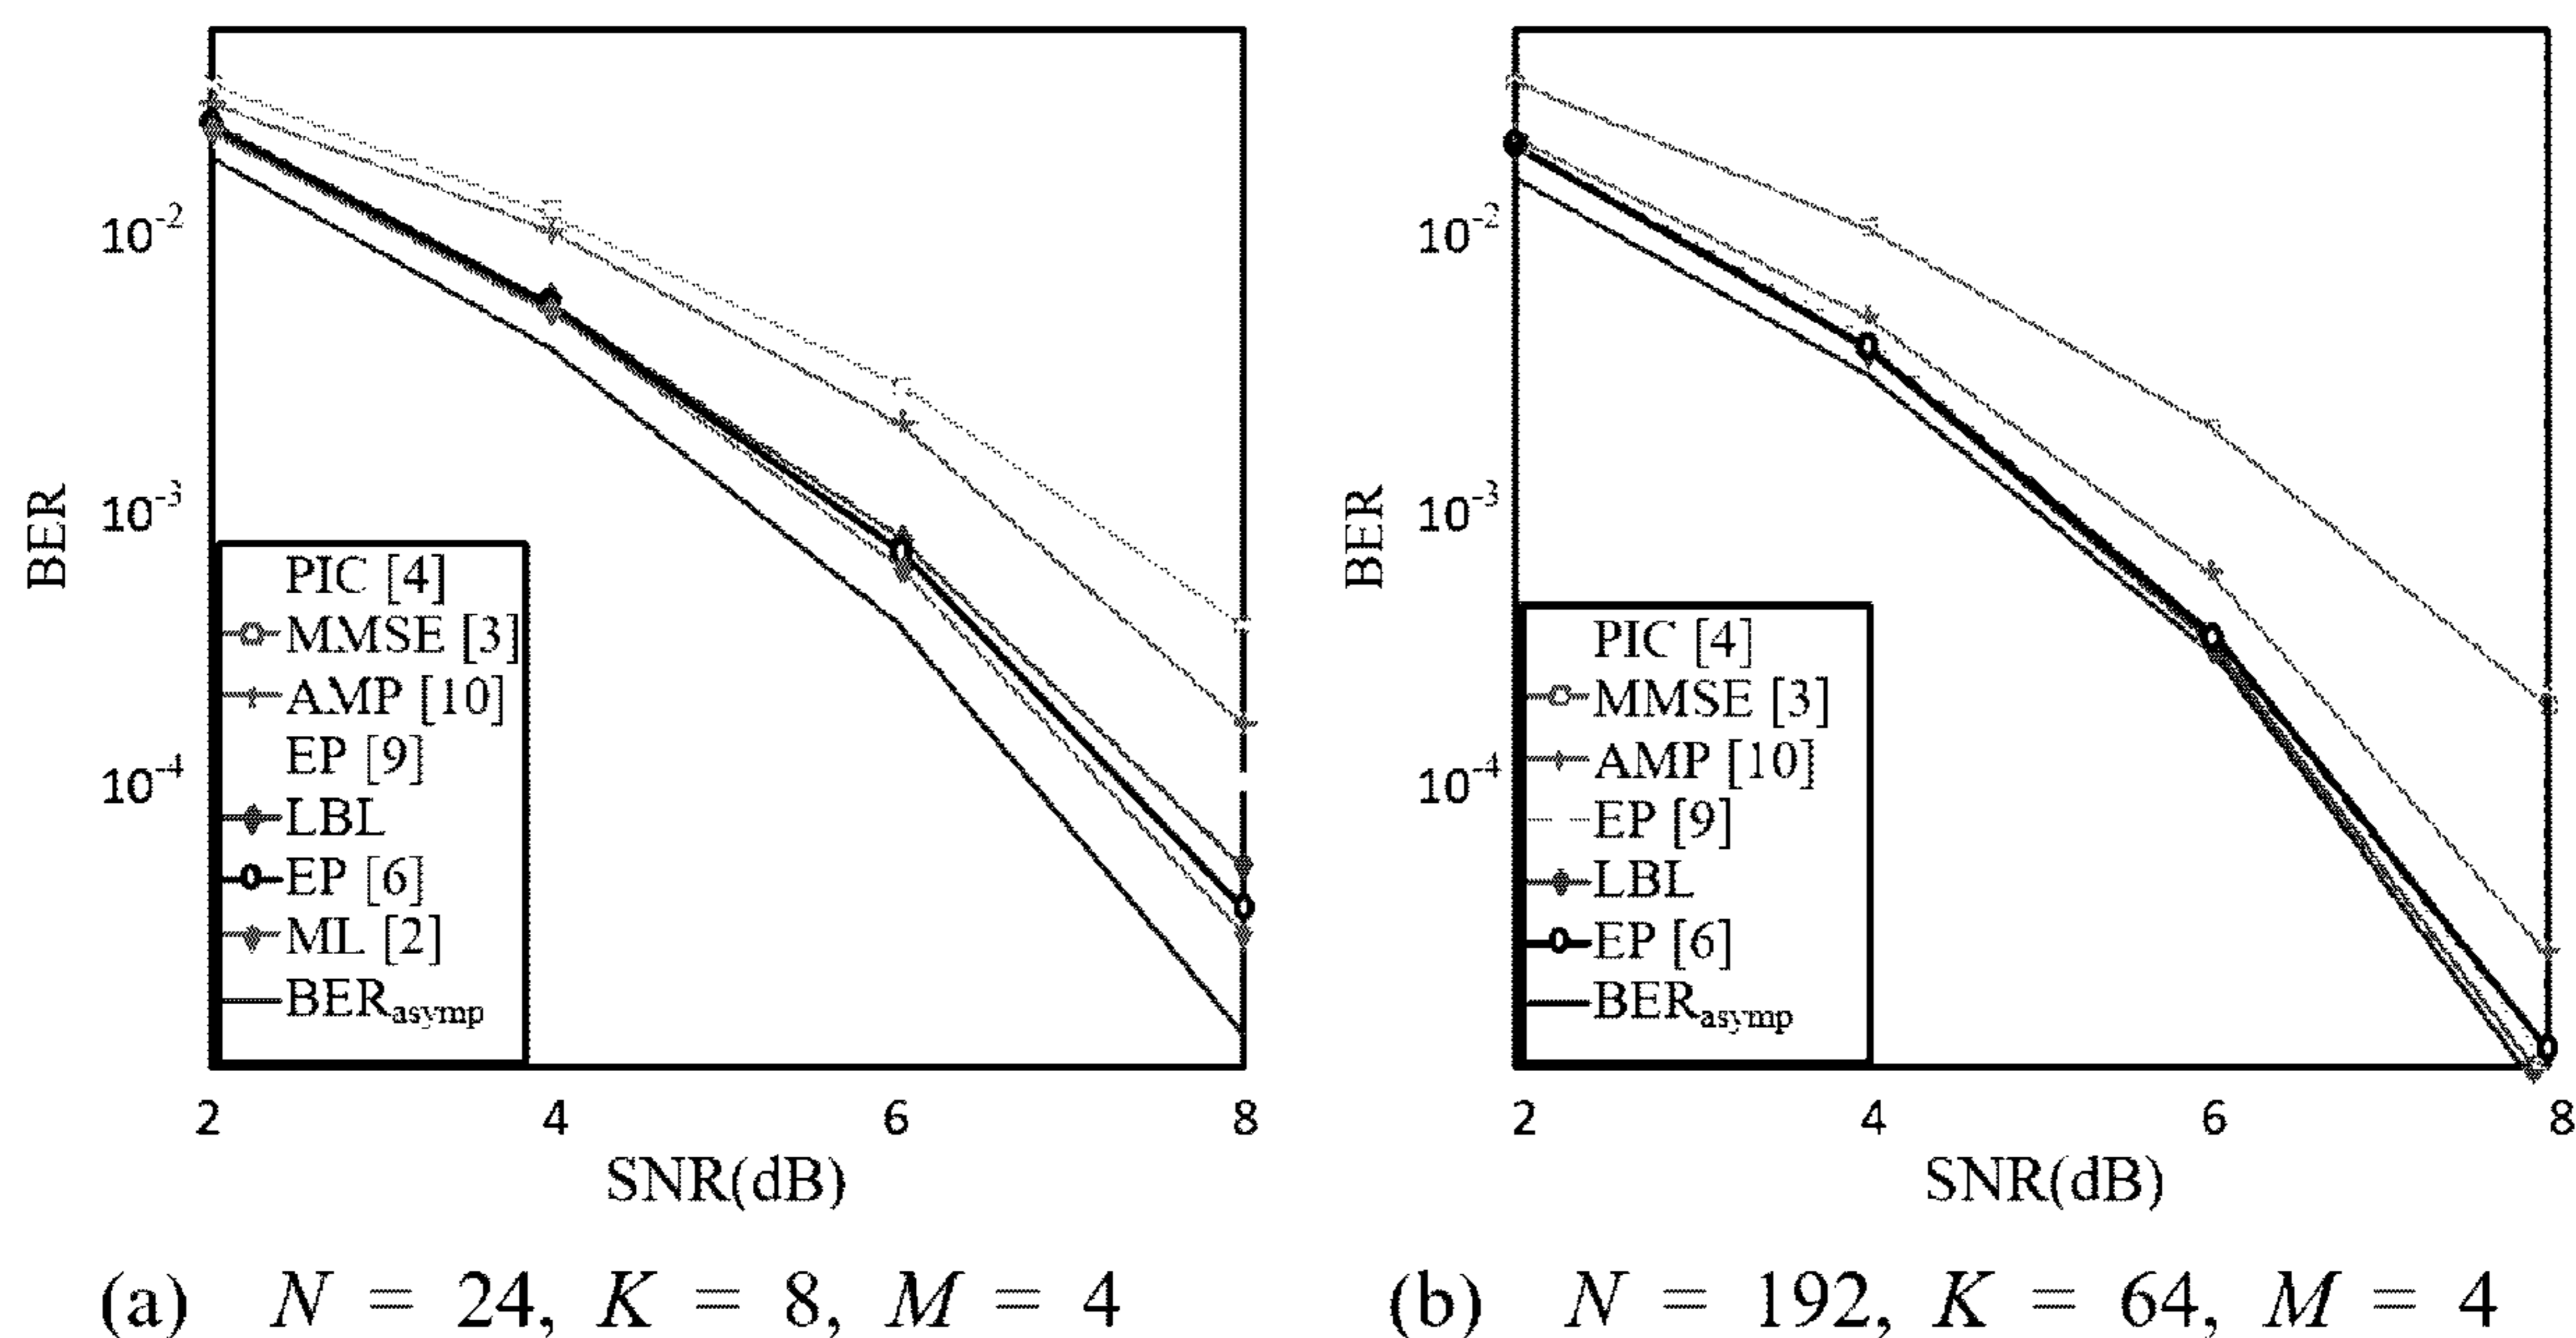 BER
10-2
10-3
10-4
PIC [4]
MMSE [3]
AMP [10]
EP [9]
LBL
EP [6]
ML [2]
BERasymp
2 4 6 8
SNR(dB)
(a) N = 24, K = 8, M = 4
BER
10-2
10-3
10-4
PIC [4]
MMSE [3]
AMP [10]
EP [9]
LBL
EP [6]
BERasymp
2 4 6 8
SNR(dB)
(b) N = 192, K = 64, M = 4